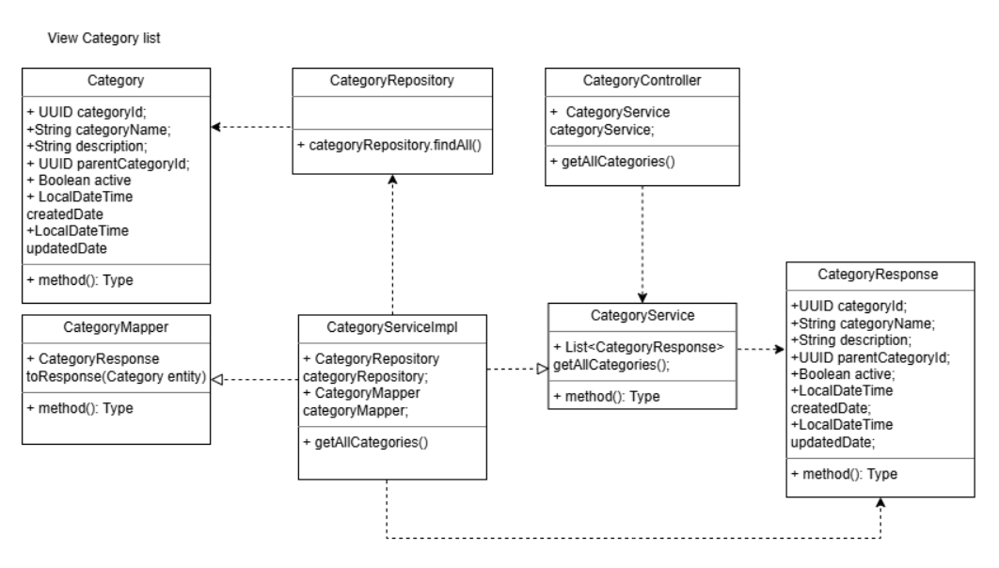 View Category list
Category
+ UUID categoryId;
+String categoryName;
+String description;
+ UUID parentCategoryId;
+ Boolean active
+ LocalDateTime
createdDate
+LocalDateTime
updatedDate
+ method(): Type
CategoryRepository
+ categoryRepository.findAll()
CategoryController
+ CategoryService
categoryService;
+ getAllCategories()
CategoryMapper
+ CategoryResponse
toResponse(Category entity)
+ method(): Type
CategoryServiceImpl
+ CategoryRepository
categoryRepository;
+ CategoryMapper
categoryMapper;
+ getAllCategories()
CategoryService
+ List<CategoryResponse>
getAllCategories();
+ method(): Type
CategoryResponse
+UUID categoryId;
+String categoryName;
+String description;
+UUID parentCategoryId;
+Boolean active;
+LocalDateTime
createdDate;
+LocalDateTime
updatedDate;
+ method(): Type